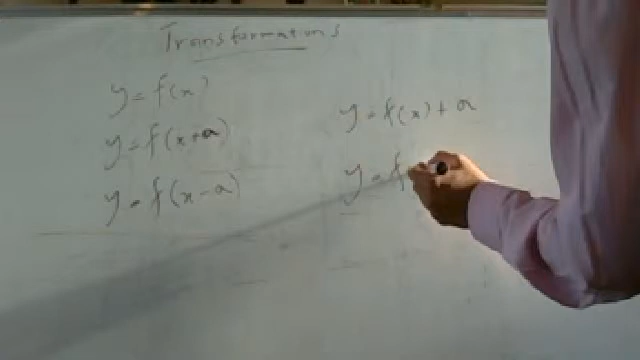 Transformations
y = f(x)
y = f(x+a)
y = f(x-a)
y = f(x) + a
y = f